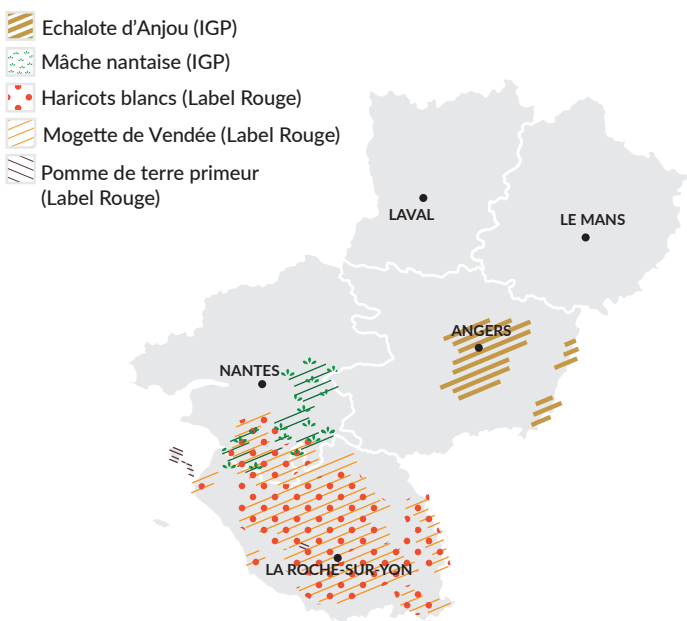 Echalote d’Anjou (IGP)
Mâche nantaise (IGP)
Haricots blancs (Label Rouge)
Mogette de Vendée (Label Rouge)
Pomme de terre primeur
(Label Rouge)
LAVAL
LE MANS
ANGERS
NANTES
LA ROCHE-SUR-YON